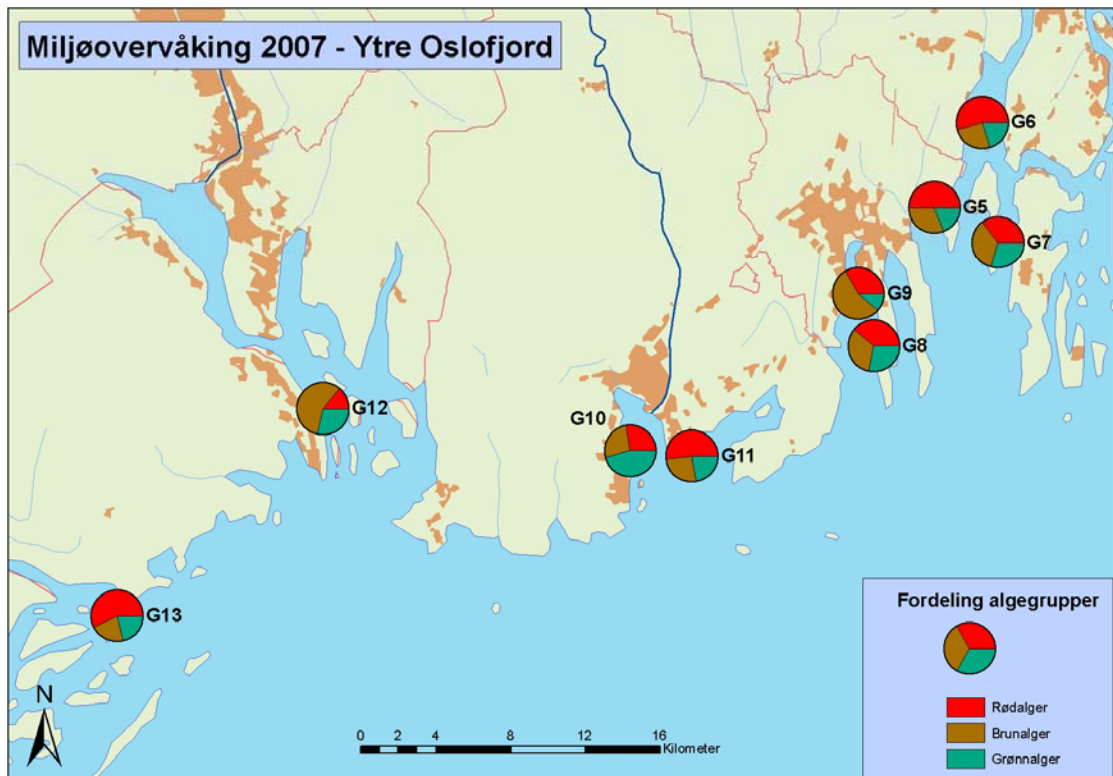 Miljøovervåking 2007 - Ytre Oslofjord
G6
G5
G7
G9
G8
G12
G10
G11
G13
N
0 2 4 8 12 16
Kilometer
Fordeling algegrupper
Rødalger
Brunalger
Grønnalger